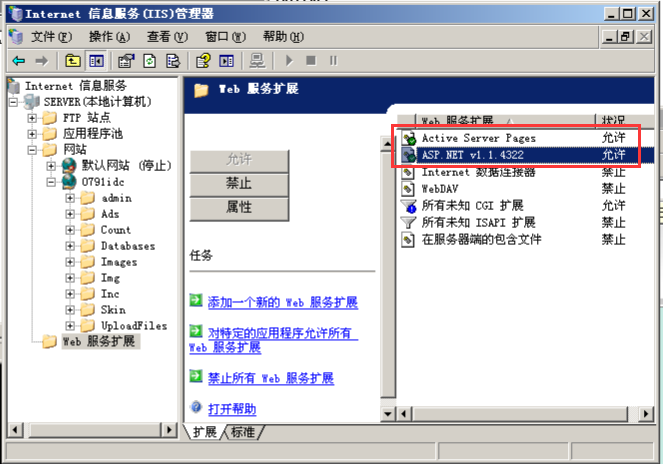 Internet 信息服务(IIS)管理器
文件(F) 操作(A) 查看(V) 窗口(W) 帮助(H)
Internet 信息服务
SERVER(本地计算机)
FTP 站点
应用程序池
网站
默认网站 (停止)
0791idc
admin
Ads
Count
Databases
Images
Img
Inc
Skin
UploadFiles
Web 服务扩展
Web 服务扩展
允许
禁止
属性
任务
添加一个新的 Web 服务扩展
对特定的应用程序允许所有
Web 服务扩展
禁止所有 Web 服务扩展
打开帮助
Web 服务扩展 状况
Active Server Pages 允许
ASP.NET v1.1.4322 允许
Internet 数据连接器 禁止
WebDAV 禁止
所有未知 CGI 扩展 允许
所有未知 ISAPI 扩展 禁止
在服务器端的包含文件 禁止
扩展 标准